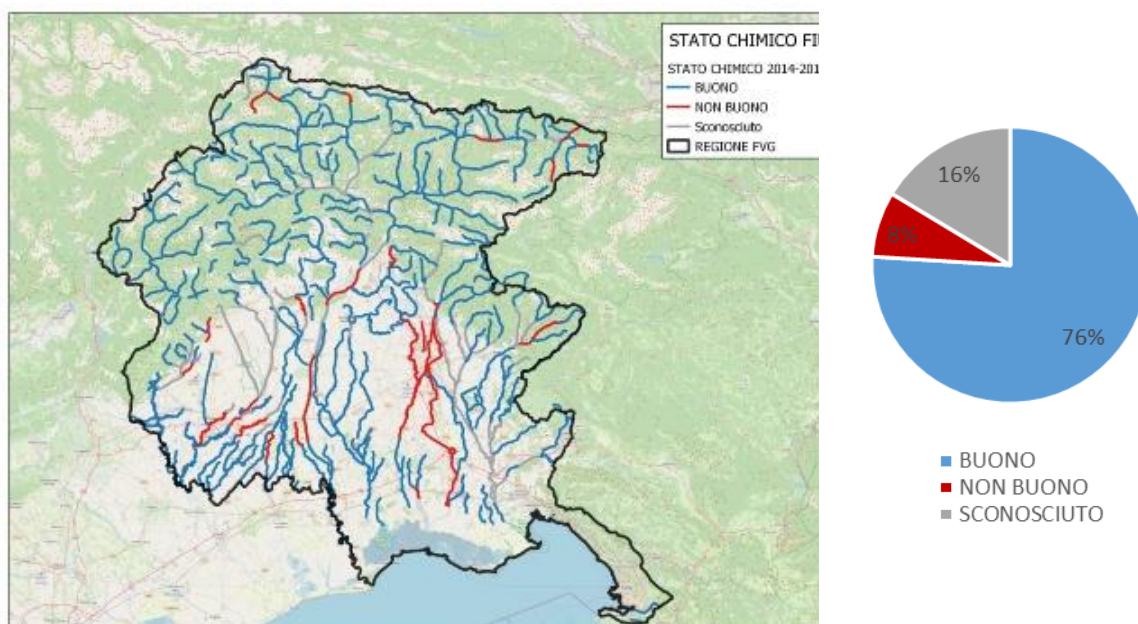 STATO CHIMICO FIU
STATO CHIMICO 2014-201
BUONO
NON BUONO
Sconosciuto
REGIONE FVG
16%
8%
76%
BUONO
NON BUONO
SCONOSCIUTO